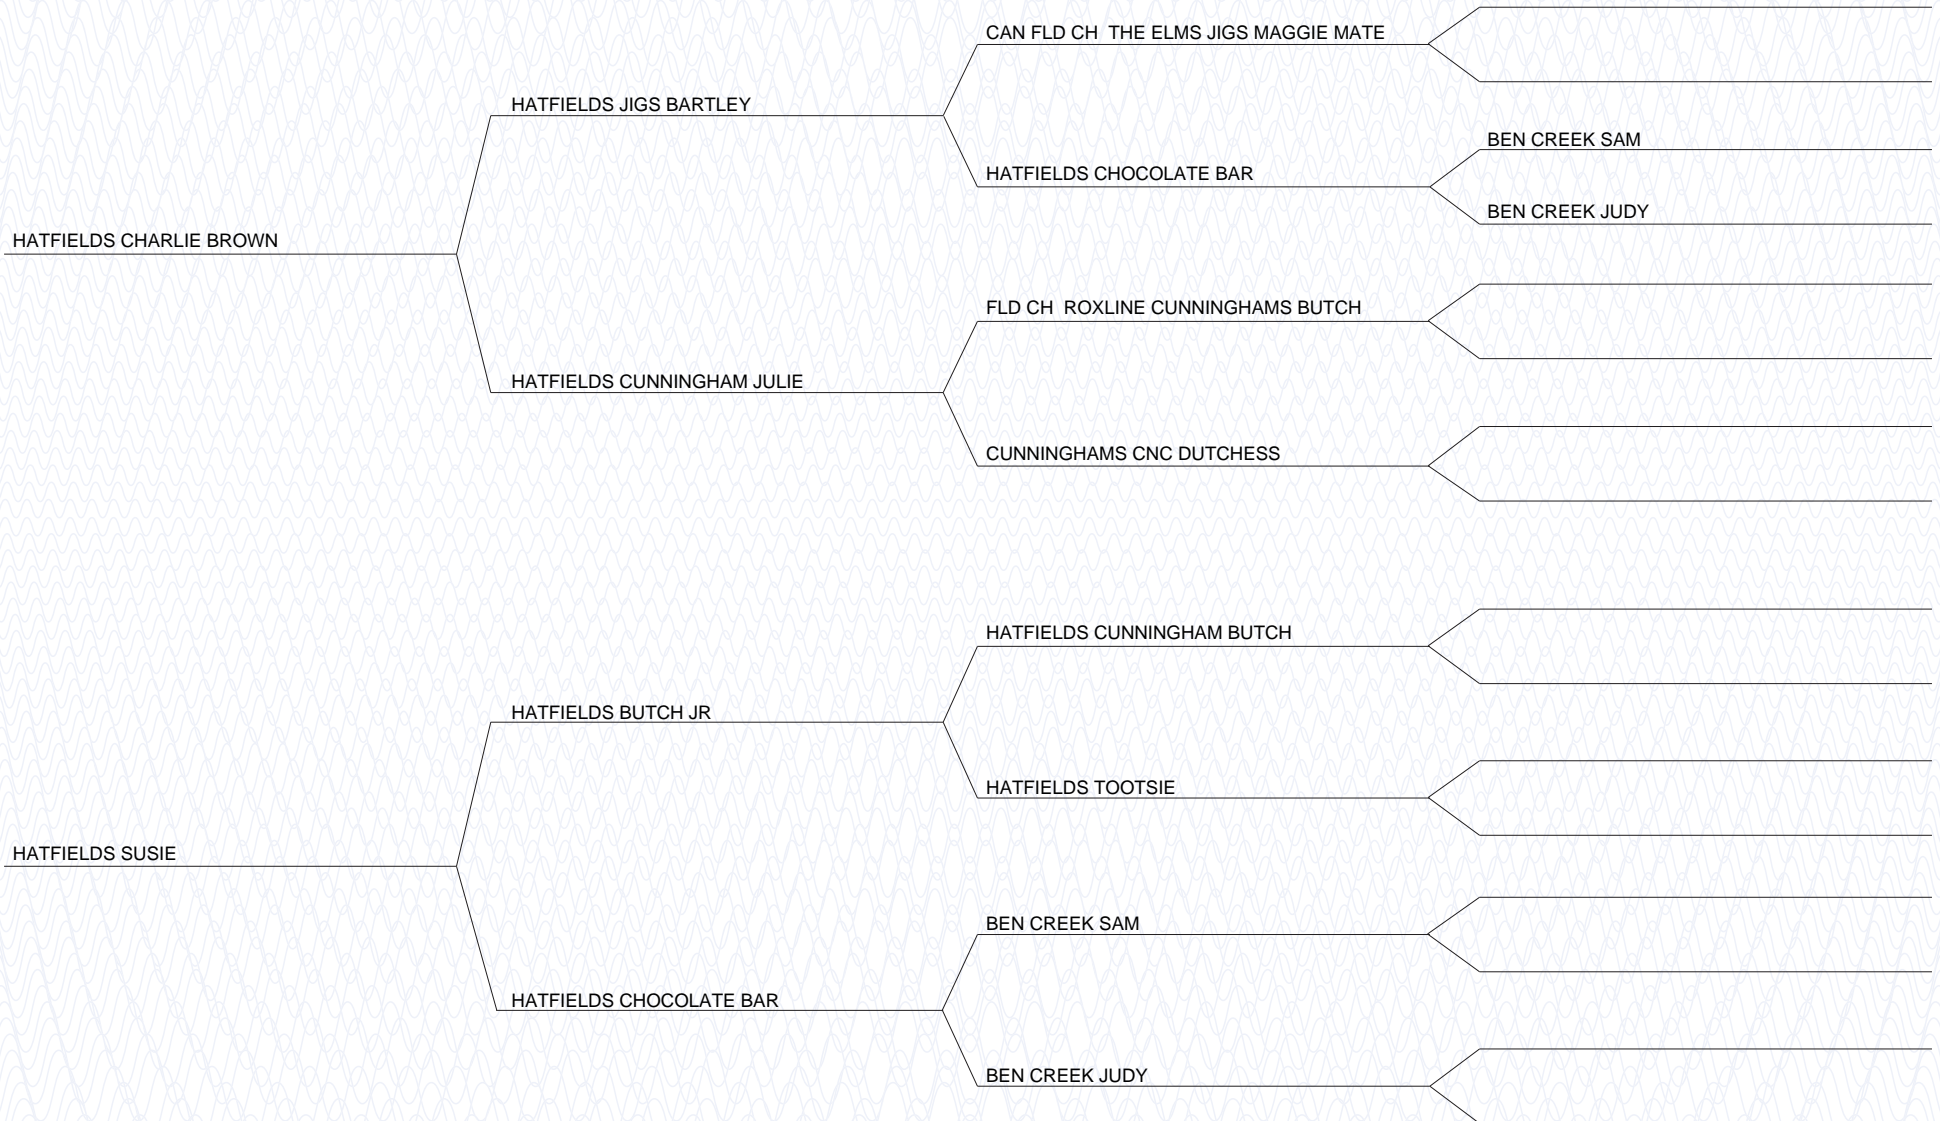 CAN FLD CH  THE ELMS JIGS MAGGIE MATE
HATFIELDS JIGS BARTLEY
BEN CREEK SAM
HATFIELDS CHOCOLATE BAR
BEN CREEK JUDY
HATFIELDS CHARLIE BROWN
FLD CH  ROXLINE CUNNINGHAMS BUTCH
HATFIELDS CUNNINGHAM JULIE
CUNNINGHAMS CNC DUTCHESS
HATFIELDS CUNNINGHAM BUTCH
HATFIELDS BUTCH JR
HATFIELDS TOOTSIE
HATFIELDS SUSIE
BEN CREEK SAM
HATFIELDS CHOCOLATE BAR
BEN CREEK JUDY